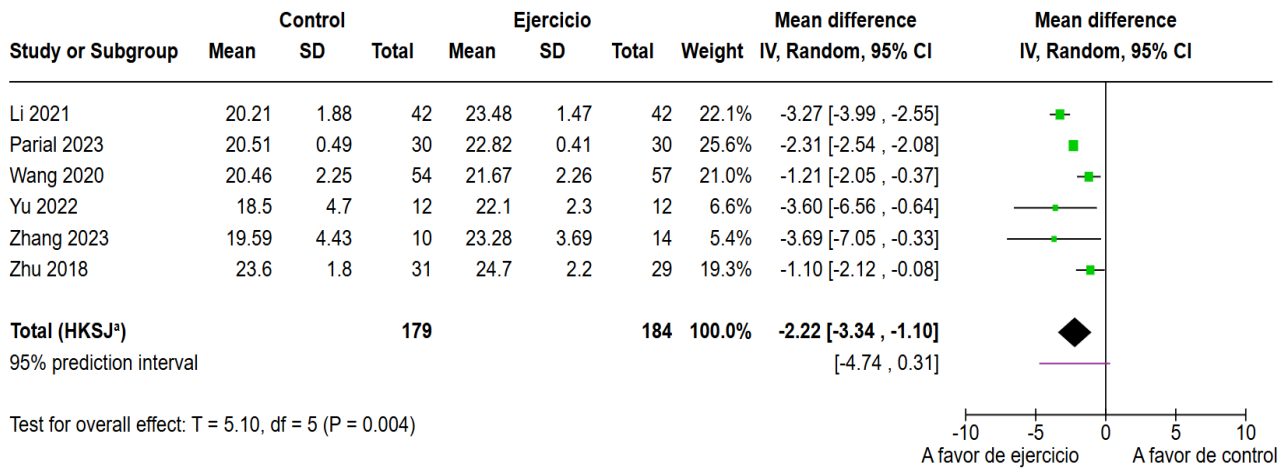 Control Ejercicio Mean difference Mean difference
Study or Subgroup Mean SD Total Mean SD Total Weight IV, Random, 95% CI IV, Random, 95% CI
Li 2021 20.21 1.88 42 23.48 1.47 42 22.1% -3.27 [-3.99 , -2.55]
Parial 2023 20.51 0.49 30 22.82 0.41 30 25.6% -2.31 [-2.54 , -2.08]
Wang 2020 20.46 2.25 54 21.67 2.26 57 21.0% -1.21 [-2.05 , -0.37]
Yu 2022 18.5 4.7 12 22.1 2.3 12 6.6% -3.60 [-6.56 , -0.64]
Zhang 2023 19.59 4.43 10 23.28 3.69 14 5.4% -3.69 [-7.05 , -0.33]
Zhu 2018 23.6 1.8 31 24.7 2.2 29 19.3% -1.10 [-2.12 , -0.08]
Total (HKSJª) 179 184 100.0% -2.22 [-3.34 , -1.10]
95% prediction interval [-4.74 , 0.31]
Test for overall effect: T = 5.10, df = 5 (P = 0.004)
-10 -5 0 5 10
A favor de ejercicio A favor de control